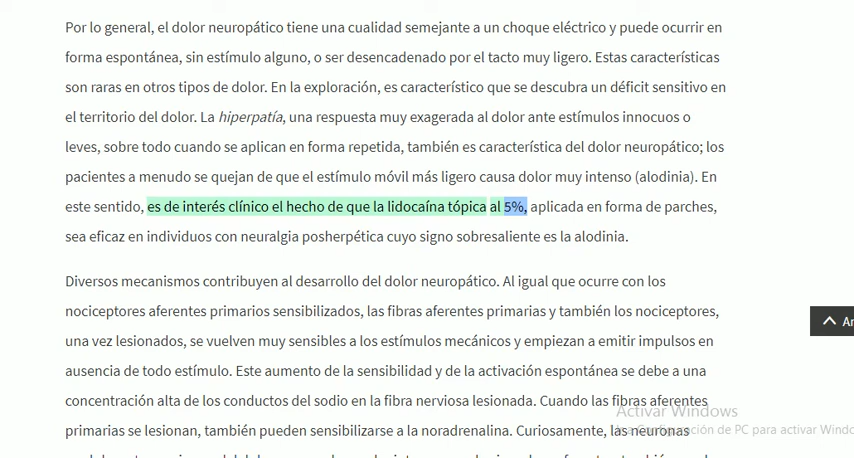 Por lo general, el dolor neuropático tiene una cualidad semejante a un choque eléctrico y puede ocurrir en
forma espontánea, sin estímulo alguno, o ser desencadenado por el tacto muy ligero. Estas características
son raras en otros tipos de dolor. En la exploración, es característico que se descubra un déficit sensitivo en
el territorio del dolor. La hiperpatía, una respuesta muy exagerada al dolor ante estímulos innocuos o
leves, sobre todo cuando se aplican en forma repetida, también es característica del dolor neuropático; los
pacientes a menudo se quejan de que el estímulo móvil más ligero causa dolor muy intenso (alodinia). En
este sentido, es de interés clínico el hecho de que la lidocaína tópica al 5%, aplicada en forma de parches,
sea eficaz en individuos con neuralgia posherpética cuyo signo sobresaliente es la alodinia.
Diversos mecanismos contribuyen al desarrollo del dolor neuropático. Al igual que ocurre con los
nociceptores aferentes primarios sensibilizados, las fibras aferentes primarias y también los nociceptores,
una vez lesionados, se vuelven muy sensibles a los estímulos mecánicos y empiezan a emitir impulsos en
ausencia de todo estímulo. Este aumento de la sensibilidad y de la activación espontánea se debe a una
concentración alta de los conductos del sodio en la fibra nerviosa lesionada. Cuando las fibras aferentes
Activar Windows
primarias se lesionan, también pueden sensibilizarse a la noradrenalina. Curiosamente, las neuronas
de PC para activar